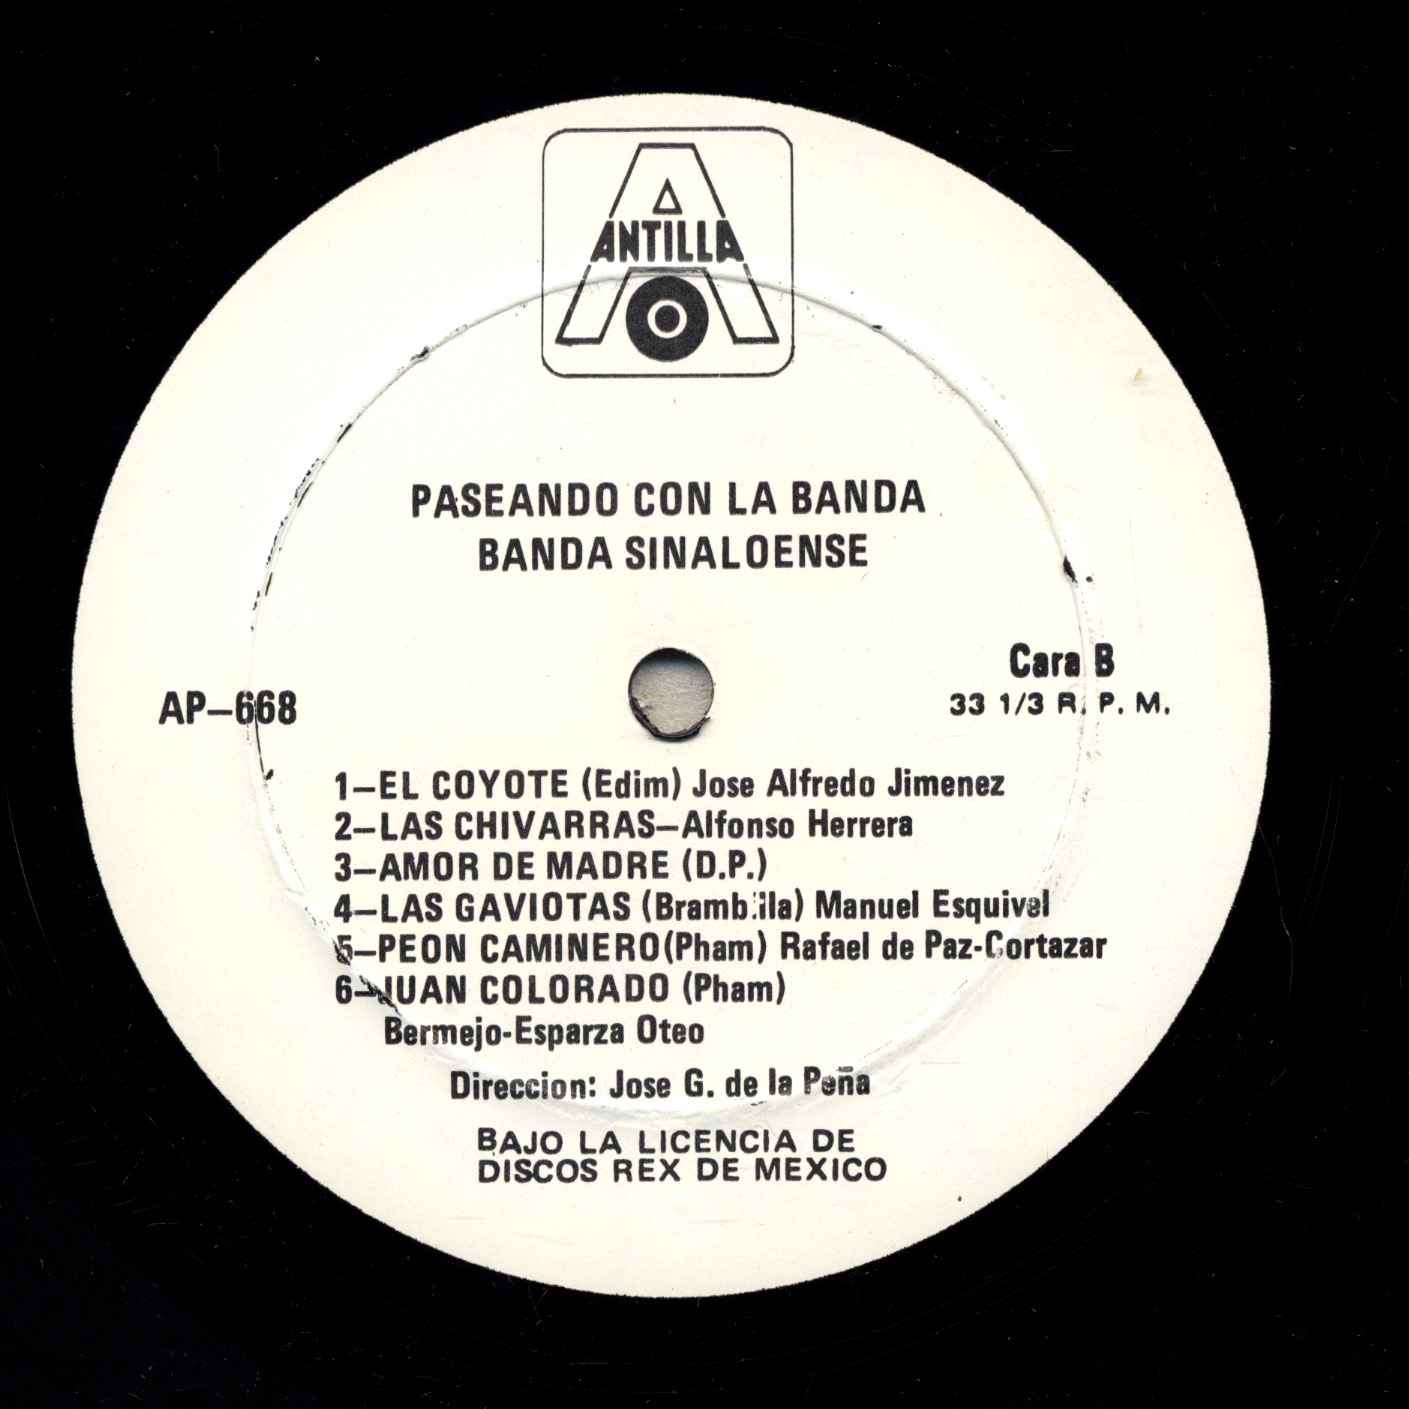 ANTILLA
PASEANDO CON LA BANDA
BANDA SINALOENSE
Cara B
33 1/3 R. P. M.
AP-668
1-EL COYOTE (Edim) Jose Alfredo Jimenez
2-LAS CHIVARRAS-Alfonso Herrera
3-AMOR DE MADRE (D.P.)
4-LAS GAVIOTAS (Brambila) Manuel Esquivel
5-PEON CAMINERO(Pham) Rafael de Paz-Cortazar
6-JUAN COLORADO (Pham)
Bermejo-Esparza Oteo
Direccion: Jose G. de la Peña
BAJO LA LICENCIA DE
DISCOS REX DE MEXICO